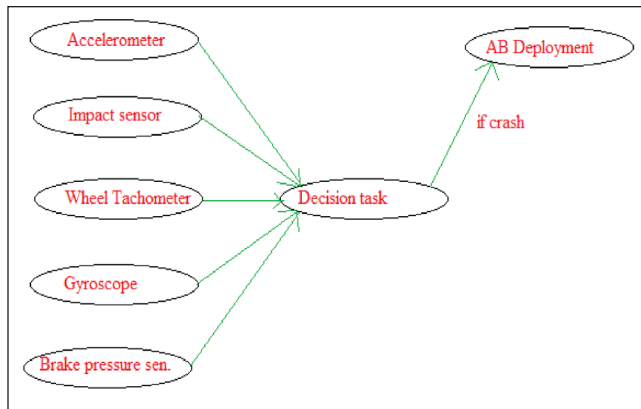 Accelerometer
AB Deployment
Impact sensor
if crash
Wheel Tachometer
Decision task
Gyroscope
Brake pressure sen.